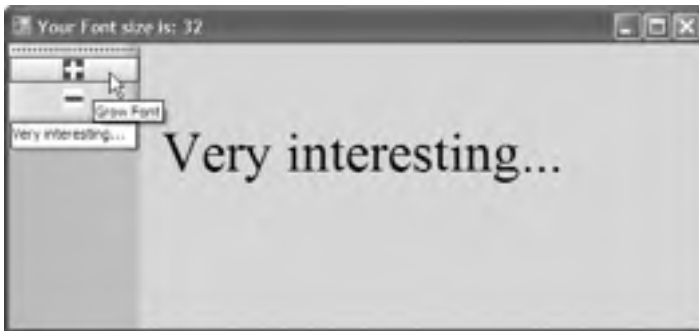 Your Font size is: 32
Grow Font
Very interesting...
Very interesting...